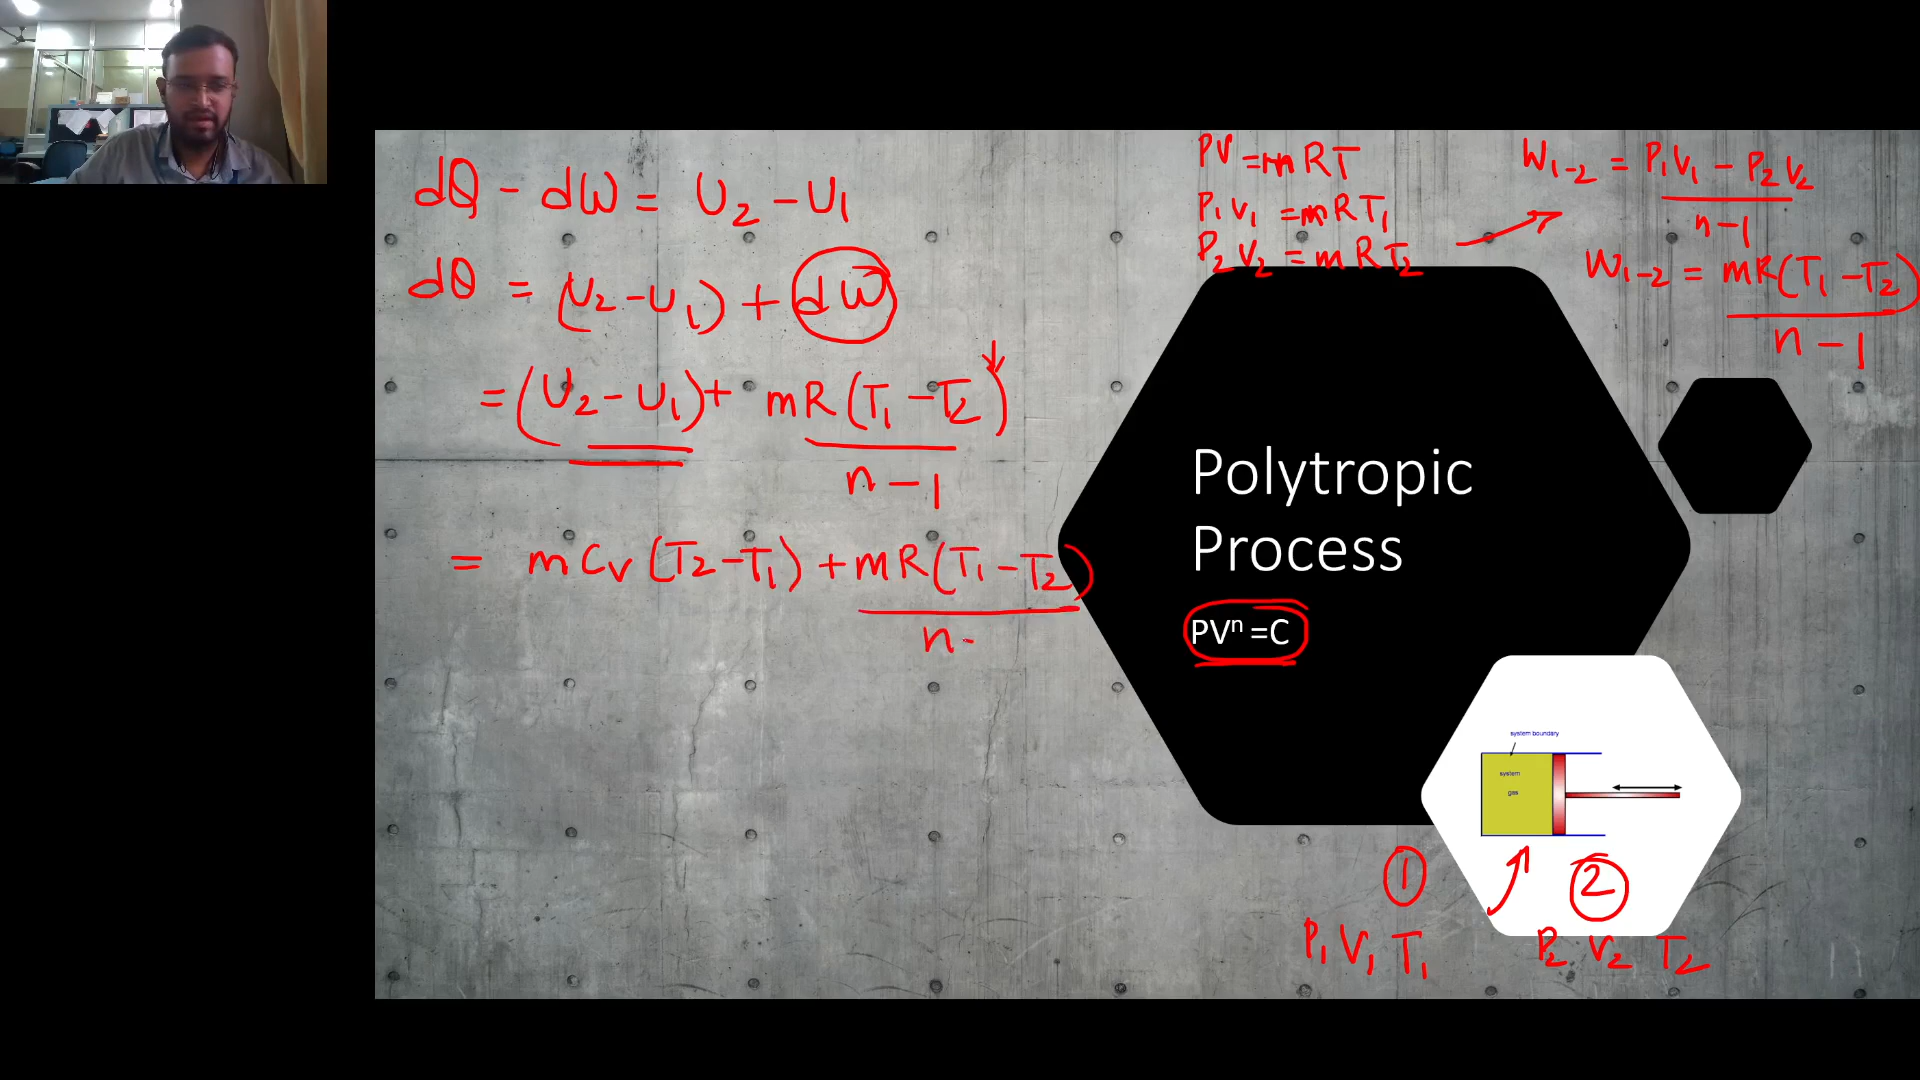 dQ - dW = U₂ - U₁
dQ = (U₂ - U₁) + dW
= (U₂ - U₁) + mR(T₁ - T₂)
n - 1
= mCv(T₂ - T₁) + mR(T₁ - T₂)
n -
PV = mRT
P₁V₁ = mRT₁
P₂V₂ = mRT₂
W₁₋₂ = P₁V₁ - P₂V₂
n - 1
W₁₋₂ = mR(T₁ - T₂)
n - 1
Polytropic
Process
PVⁿ =C
system boundary
system
gas
1
2
P₁ V₁ T₁
P₂ V₂ T₂